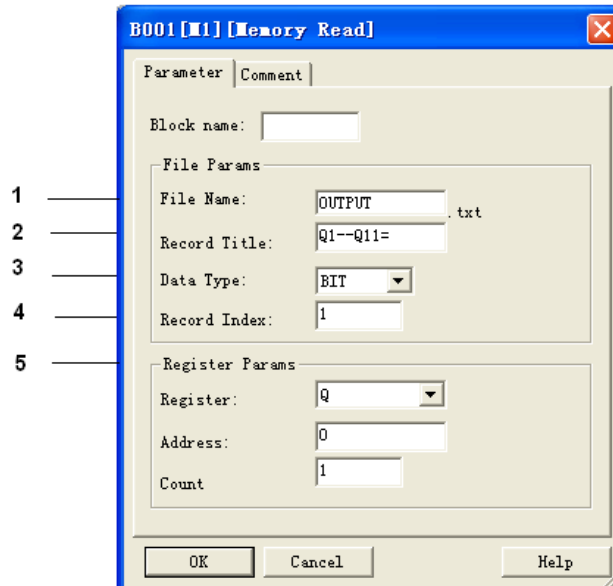 B001[M1][Memory Read]
Parameter Comment
Block name:
File Params
1 File Name: OUTPUT .txt
2 Record Title: Q1--Q11=
3 Data Type: BIT
4 Record Index: 1
5 Register Params
Register: Q
Address: 0
Count 1
OK Cancel Help